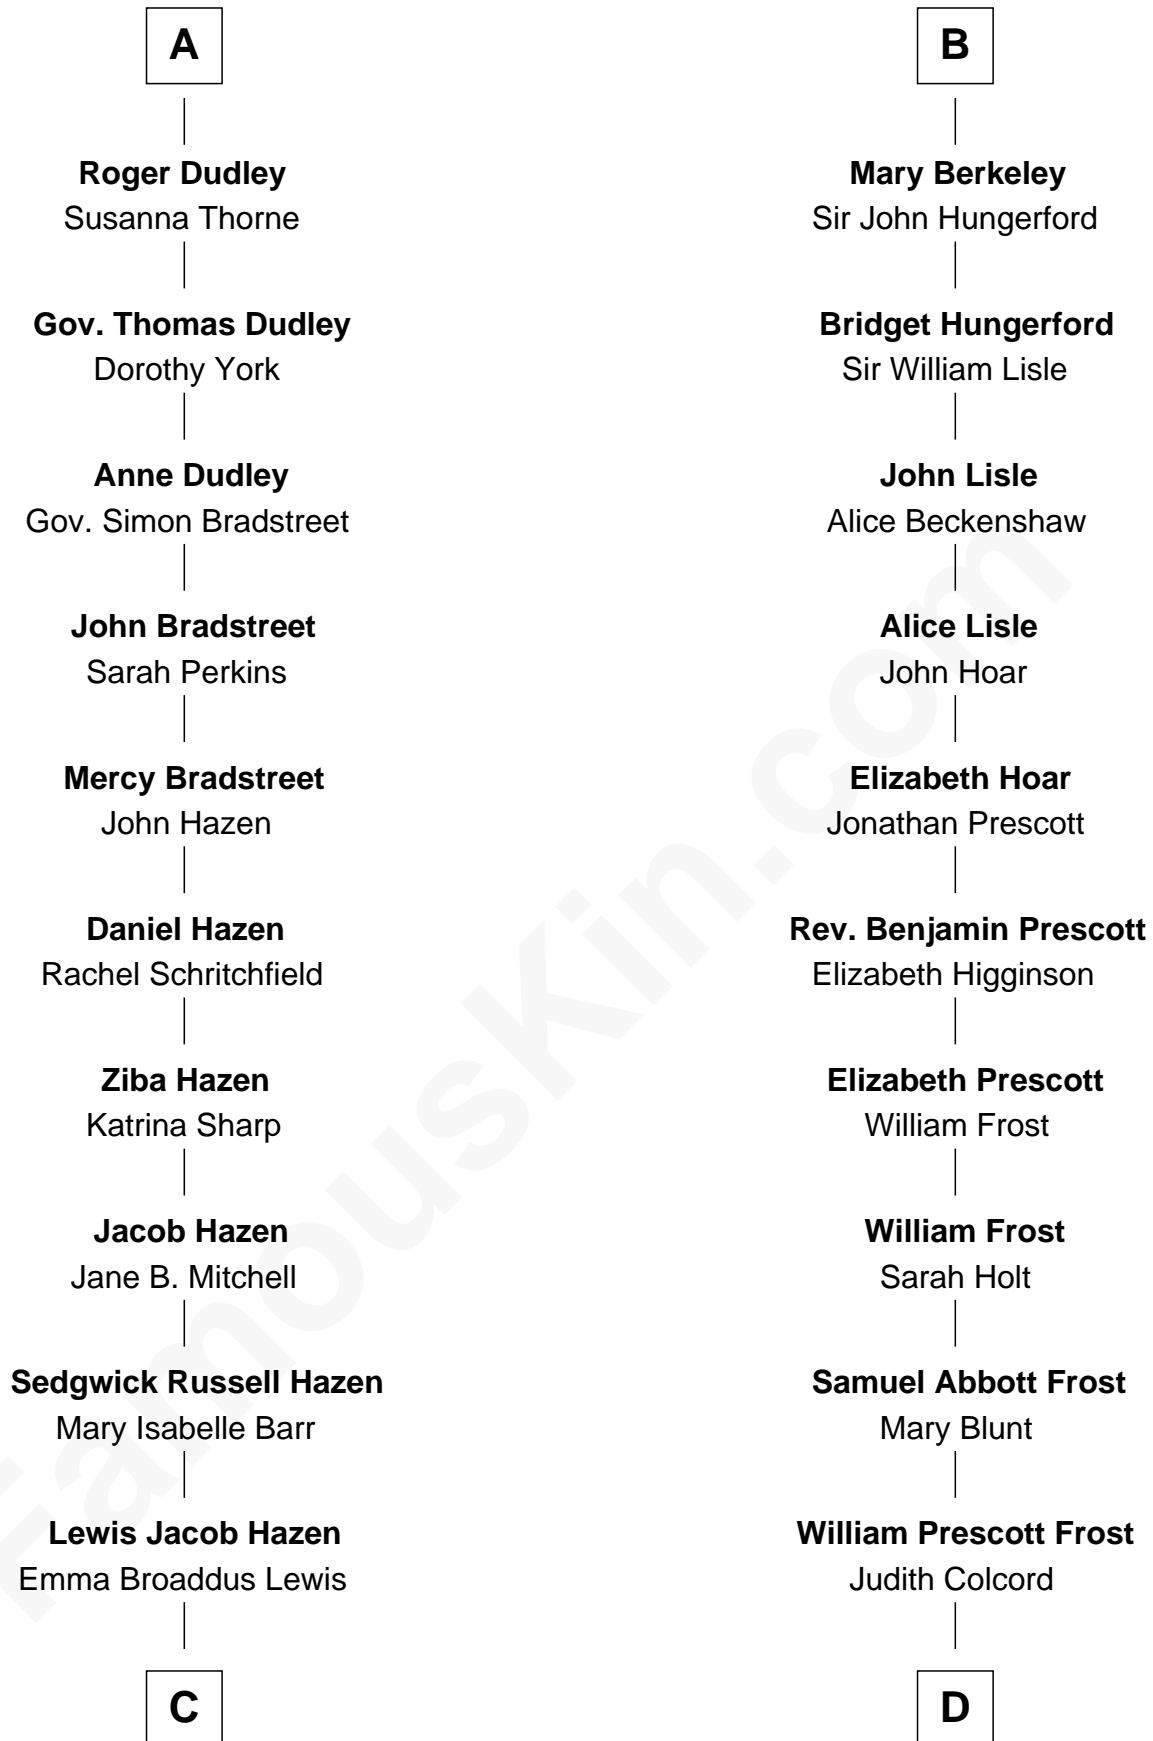 A
Roger Dudley
Susanna Thorne
Gov. Thomas Dudley
Dorothy York
Anne Dudley
Gov. Simon Bradstreet
John Bradstreet
Sarah Perkins
Mercy Bradstreet
John Hazen
Daniel Hazen
Rachel Schritchfield
Ziba Hazen
Katrina Sharp
Jacob Hazen
Jane B. Mitchell
Sedgwick Russell Hazen
Mary Isabelle Barr
Lewis Jacob Hazen
Emma Broaddus Lewis
C
B
Mary Berkeley
Sir John Hungerford
Bridget Hungerford
Sir William Lisle
John Lisle
Alice Beckenshaw
Alice Lisle
John Hoar
Elizabeth Hoar
Jonathan Prescott
Rev. Benjamin Prescott
Elizabeth Higginson
Elizabeth Prescott
William Frost
William Frost
Sarah Holt
Samuel Abbott Frost
Mary Blunt
William Prescott Frost
Judith Colcord
D
FamousKin.com